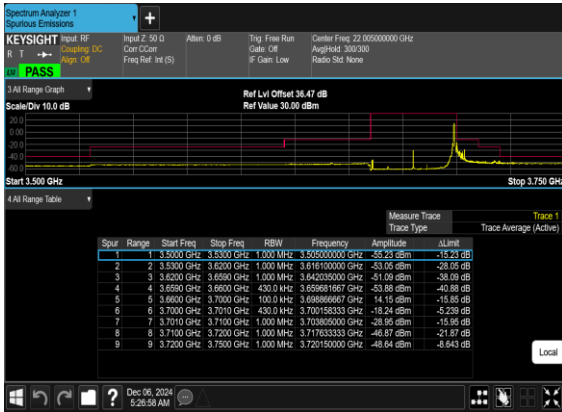 Spectrum Analyzer 1
Spurious Emissions
+
KEYSIGHT Input: RF Input Z: 50 Ω Atten: 0 dB Trig: Free Run Center Freq: 22.005000000 GHz
R T Coupling: DC Corr CCorr Gate: Off Avg|Hold: 300/300
Align: Off Freq Ref: Int (S) IF Gain: Low Radio Std: None
PASS
3 All Range Graph
Ref Lvl Offset 36.47 dB
Scale/Div 10.0 dB Ref Value 30.00 dBm
20.0
0.00
-20.0
-40.0
-60.0
Start 3.500 GHz Stop 3.750 GHz
4 All Range Table
Measure Trace Trace 1
Trace Type Trace Average (Active)
Spur Range Start Freq Stop Freq RBW Frequency Amplitude ΔLimit
1 1 3.5000 GHz 3.5300 GHz 1.000 MHz 3.505000000 GHz -55.23 dBm -15.23 dB
2 2 3.5300 GHz 3.6200 GHz 1.000 MHz 3.616100000 GHz -53.05 dBm -28.05 dB
3 3 3.6200 GHz 3.6590 GHz 1.000 MHz 3.642035000 GHz -51.09 dBm -38.09 dB
4 4 3.6590 GHz 3.6600 GHz 430.0 kHz 3.659681667 GHz -53.88 dBm -40.88 dB
5 5 3.6600 GHz 3.7000 GHz 100.0 kHz 3.698866667 GHz 14.15 dBm -15.85 dB
6 6 3.7000 GHz 3.7010 GHz 430.0 kHz 3.700158333 GHz -18.24 dBm -5.239 dB
7 7 3.7010 GHz 3.7100 GHz 1.000 MHz 3.703805000 GHz -28.95 dBm -15.95 dB
8 8 3.7100 GHz 3.7200 GHz 1.000 MHz 3.717633333 GHz -46.87 dBm -21.87 dB
9 9 3.7200 GHz 3.7500 GHz 1.000 MHz 3.720150000 GHz -48.64 dBm -8.643 dB
Local
? Dec 06, 2024
5:26:58 AM